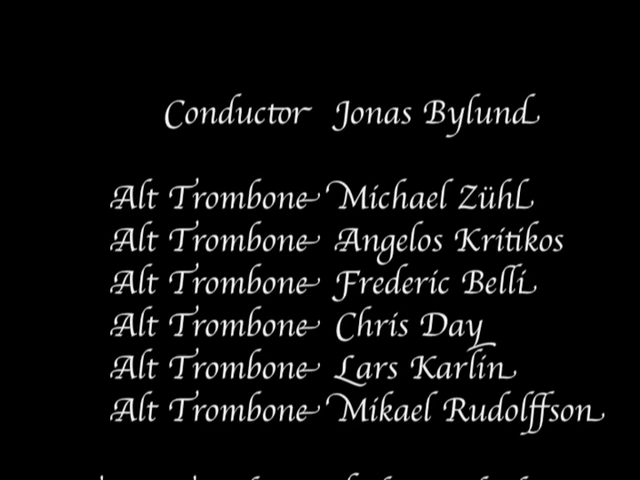 Conductor Jonas Bylund
Alt Trombone Michael Zühl
Alt Trombone Angelos Kritikos
Alt Trombone Frederic Belli
Alt Trombone Chris Day
Alt Trombone Lars Karlin
Alt Trombone Mikael Rudolffson